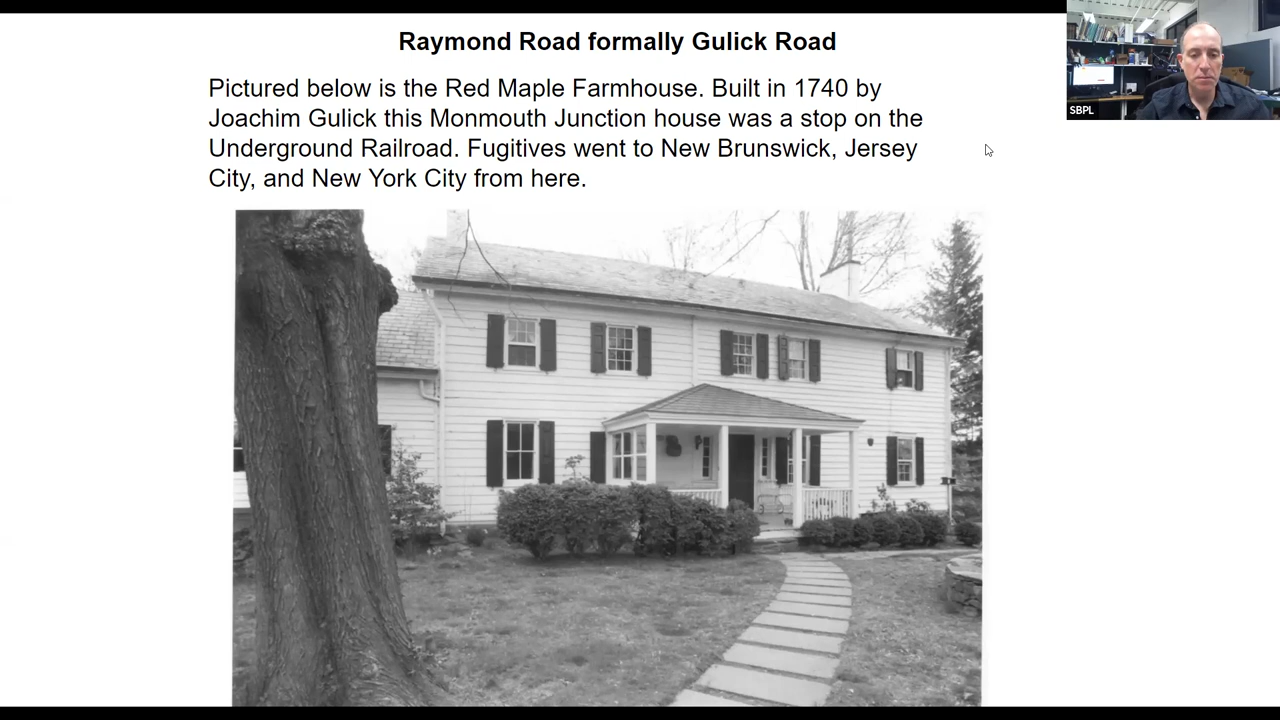 Raymond Road formally Gulick Road
Pictured below is the Red Maple Farmhouse. Built in 1740 by
Joachim Gulick this Monmouth Junction house was a stop on the
Underground Railroad. Fugitives went to New Brunswick, Jersey
City, and New York City from here.
SBPL